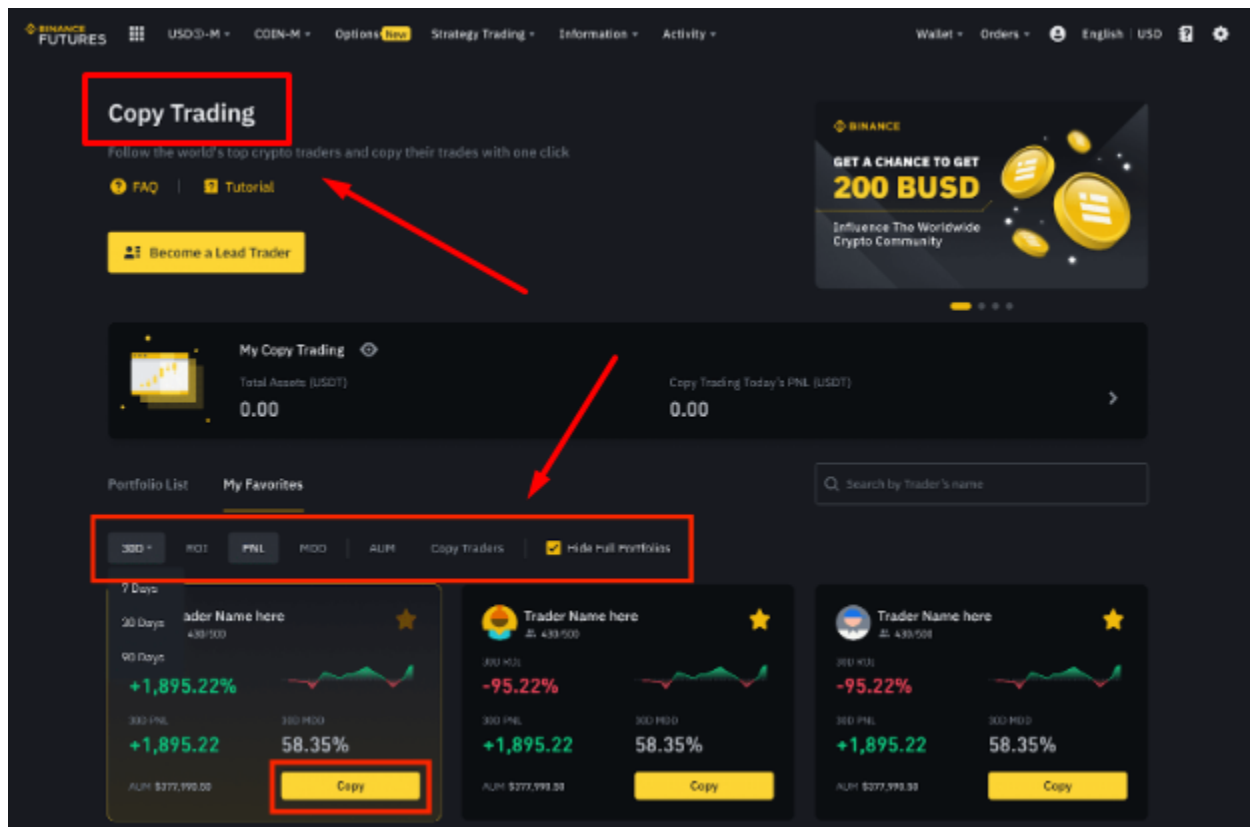 BINANCE
FUTURES
USDⓈ-M
COIN-M
Options New
Strategy Trading
Information
Activity
Wallet
Orders
English | USD
Copy Trading
Follow the world's top crypto traders and copy their trades with one click
FAQ | Tutorial
Become a Lead Trader
BINANCE
GET A CHANCE TO GET
200 BUSD
Influence The Worldwide
Crypto Community
My Copy Trading
Total Assets (USDT)
0.00
Copy Trading Today's PNL (USDT)
0.00
Portfolio List
My Favorites
Search by Trader's name
30D
ROI
PNL
MDD
AUM
Copy Traders
Hide Full Portfolios
7 Days
30 Days
90 Days
ader Name here
430/500
+1,895.22%
30D PNL
+1,895.22
30D MDD
58.35%
AUM $377,990.50
Copy
Trader Name here
430/500
30D ROI
-95.22%
30D PNL
+1,895.22
30D MDD
58.35%
AUM $377,990.50
Copy
Trader Name here
430/500
30D ROI
-95.22%
30D PNL
+1,895.22
30D MDD
58.35%
AUM $377,990.50
Copy